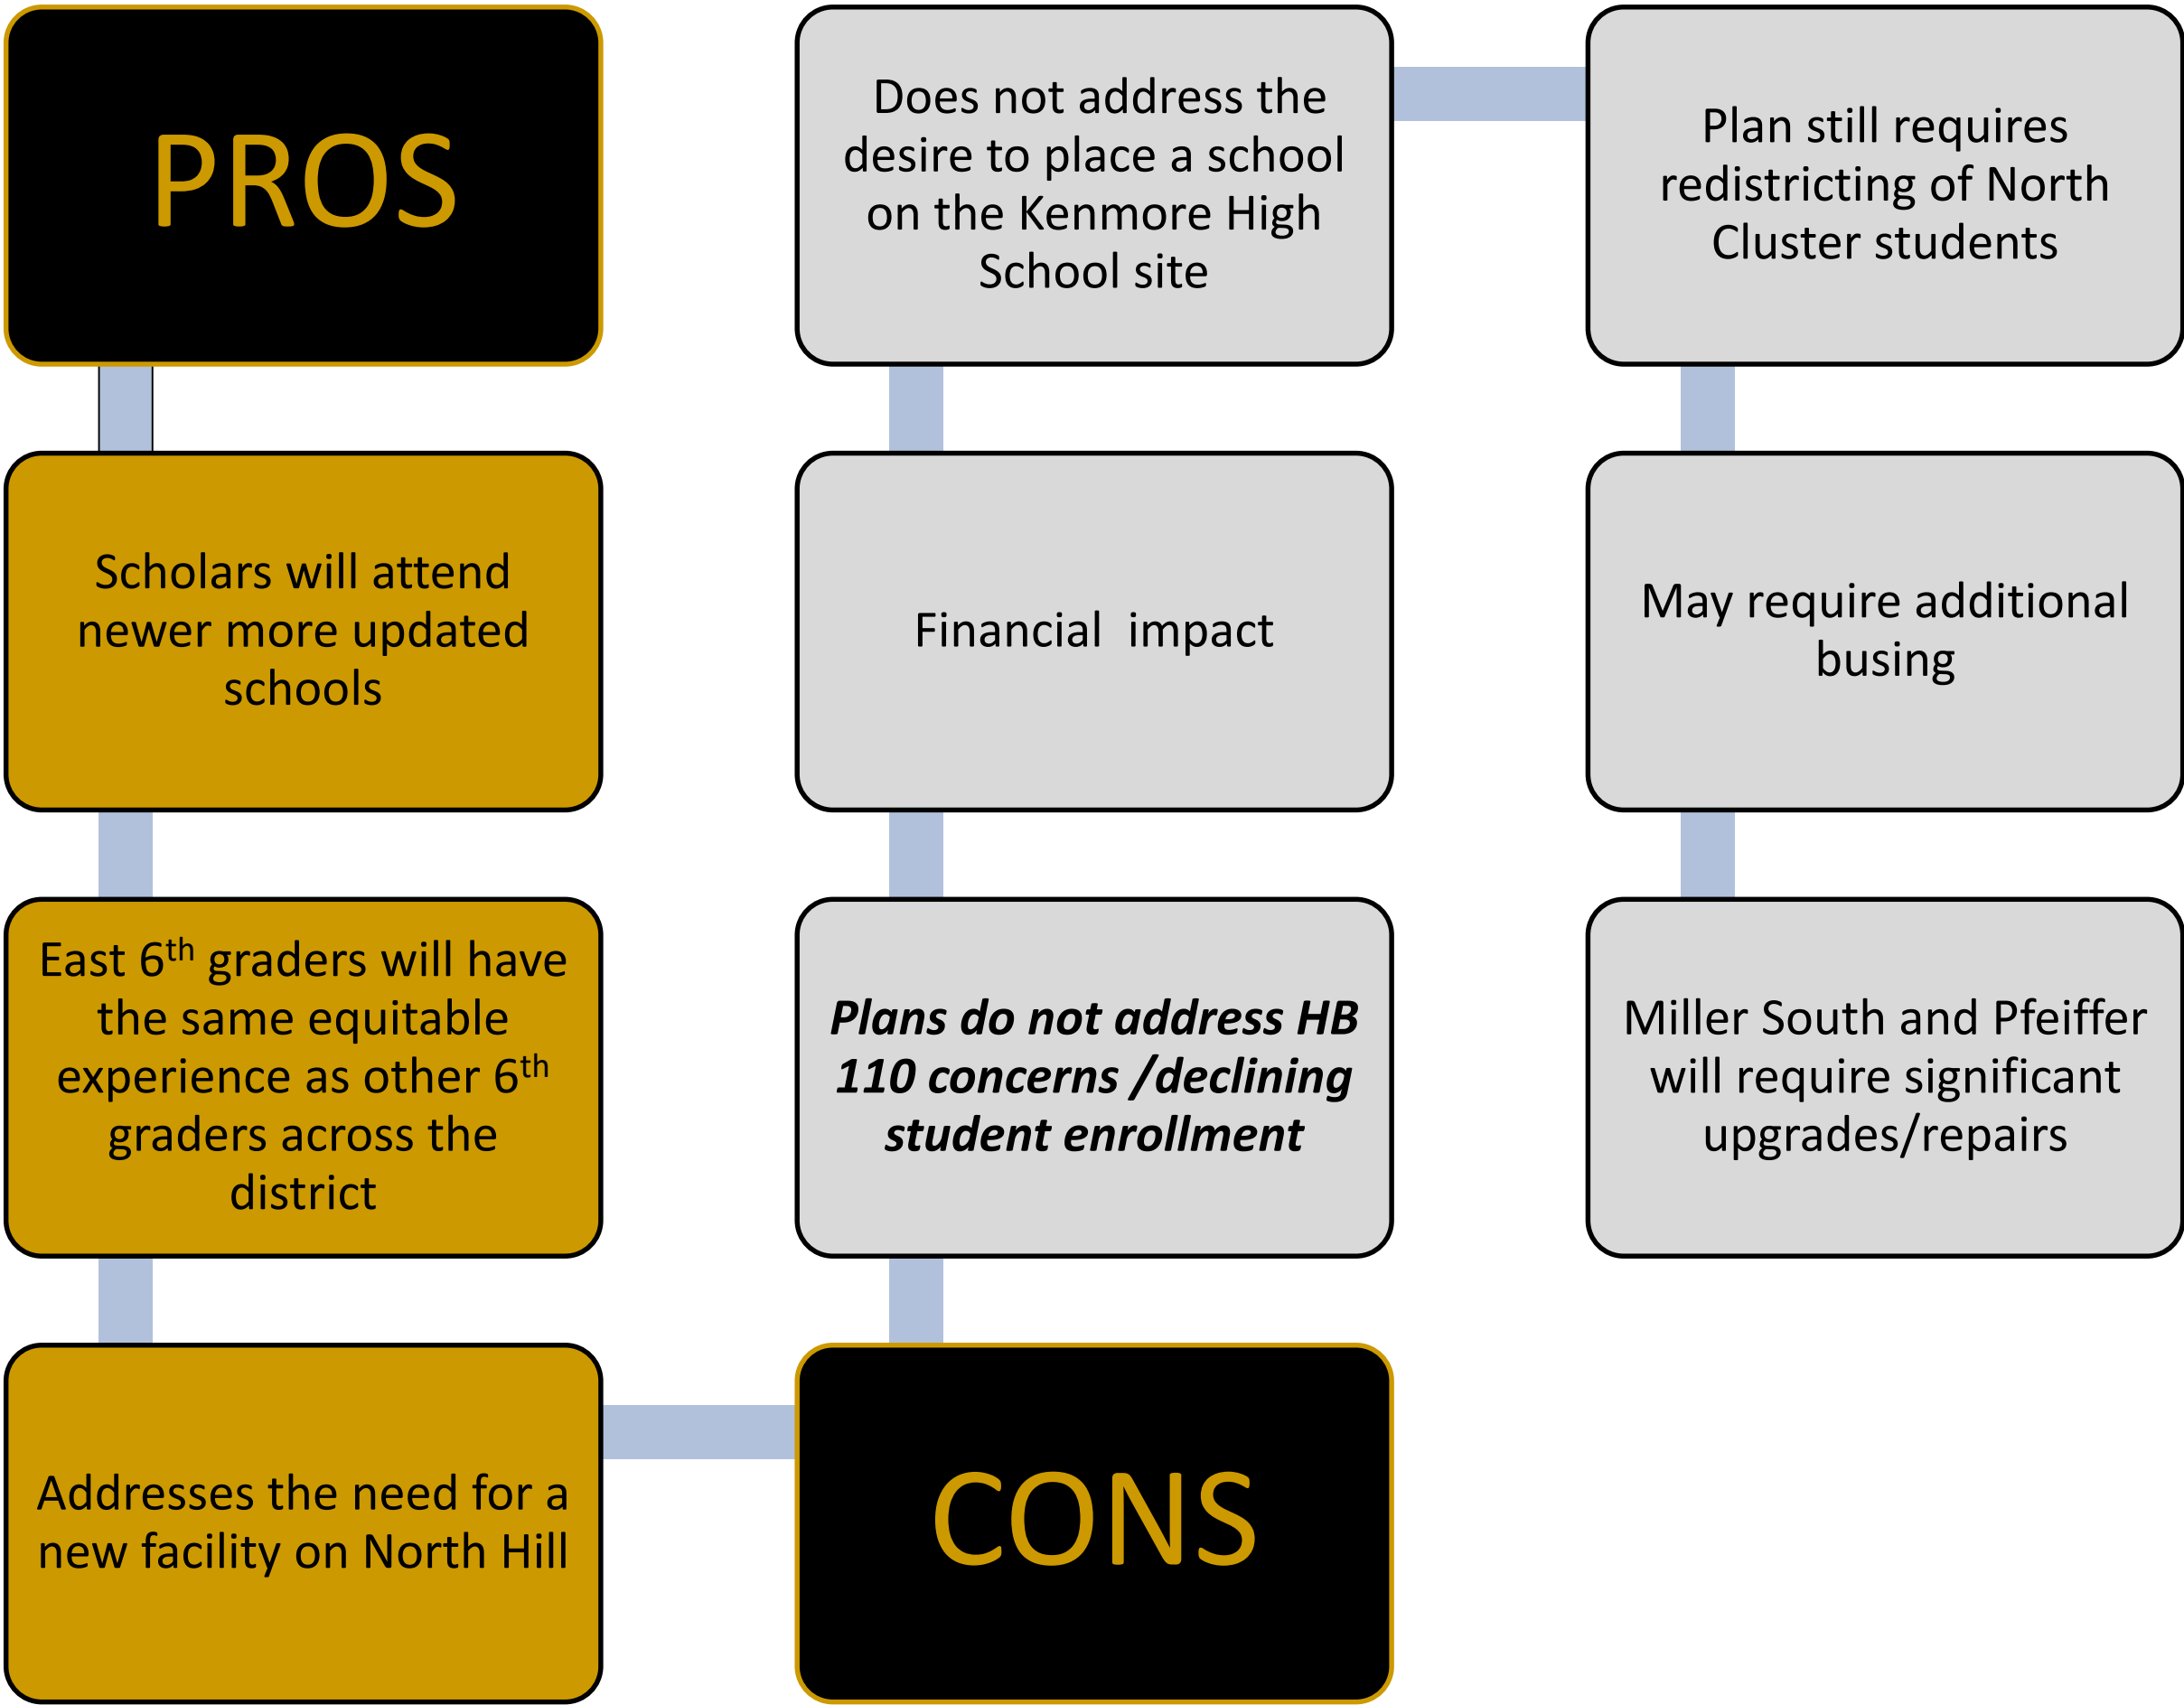 PROS
Scholars will attend
newer more updated
schools
East 6th graders will have
the same equitable
experience as other 6th
graders across the
district
Addresses the need for a
new facility on North Hill
CONS
Plans do not address HB
110 concerns /declining
student enrollment
Financial impact
Does not address the
desire to place a school
on the Kenmore High
School site
Plan still requires
redistricting of North
Cluster students
May require additional
busing
Miller South and Pfeiffer
will require significant
upgrades/repairs